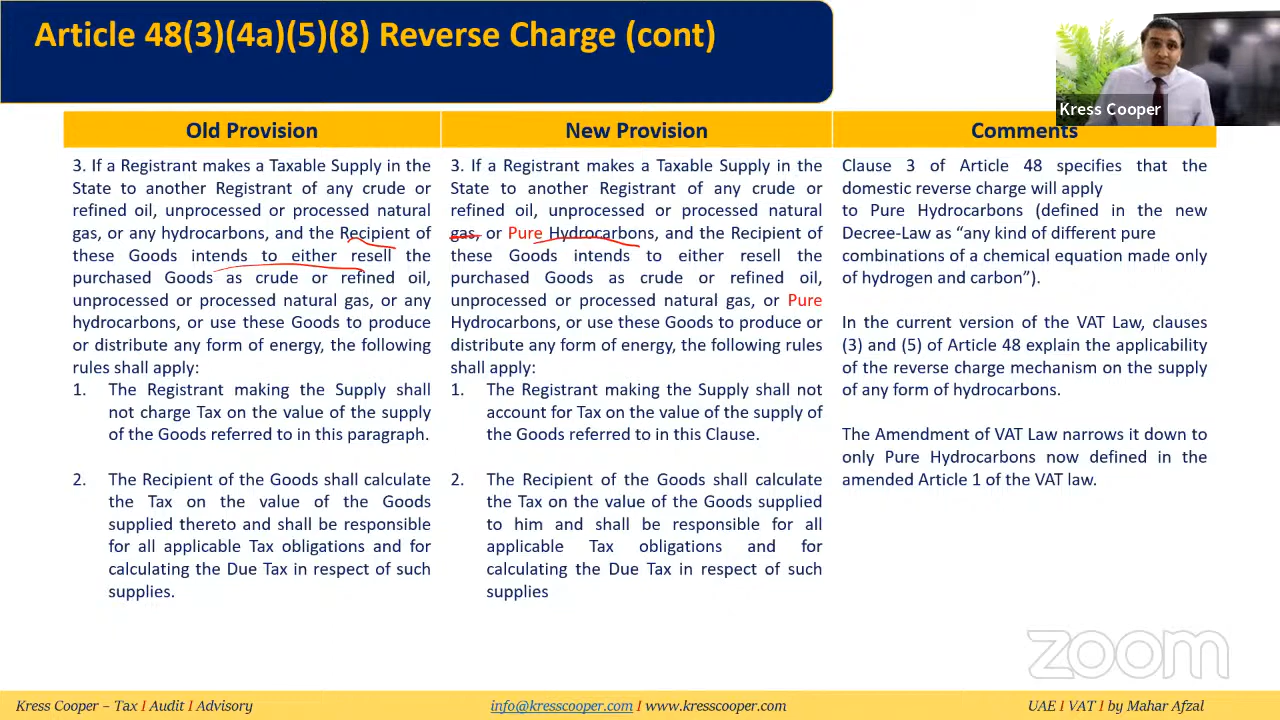 Article 48(3)(4a)(5)(8) Reverse Charge (cont)
Kress Cooper
Old Provision
3. If a Registrant makes a Taxable Supply in the
State to another Registrant of any crude or
refined oil, unprocessed or processed natural
gas, or any hydrocarbons, and the Recipient of
these Goods intends to either resell the
purchased Goods as crude or refined oil,
unprocessed or processed natural gas, or any
hydrocarbons, or use these Goods to produce
or distribute any form of energy, the following
rules shall apply:
1. The Registrant making the Supply shall
not charge Tax on the value of the supply
of the Goods referred to in this paragraph.
2. The Recipient of the Goods shall calculate
the Tax on the value of the Goods
supplied thereto and shall be responsible
for all applicable Tax obligations and for
calculating the Due Tax in respect of such
supplies.
New Provision
3. If a Registrant makes a Taxable Supply in the
State to another Registrant of any crude or
refined oil, unprocessed or processed natural
gas, or Pure Hydrocarbons, and the Recipient of
these Goods intends to either resell the
purchased Goods as crude or refined oil,
unprocessed or processed natural gas, or Pure
Hydrocarbons, or use these Goods to produce or
distribute any form of energy, the following rules
shall apply:
1. The Registrant making the Supply shall not
account for Tax on the value of the supply of
the Goods referred to in this Clause.
2. The Recipient of the Goods shall calculate
the Tax on the value of the Goods supplied
to him and shall be responsible for all
applicable Tax obligations and for
calculating the Due Tax in respect of such
supplies
Comments
Clause 3 of Article 48 specifies that the
domestic reverse charge will apply
to Pure Hydrocarbons (defined in the new
Decree-Law as “any kind of different pure
combinations of a chemical equation made only
of hydrogen and carbon”).
In the current version of the VAT Law, clauses
(3) and (5) of Article 48 explain the applicability
of the reverse charge mechanism on the supply
of any form of hydrocarbons.
The Amendment of VAT Law narrows it down to
only Pure Hydrocarbons now defined in the
amended Article 1 of the VAT law.
zoom
Kress Cooper – Tax I Audit I Advisory
info@kresscooper.com I www.kresscooper.com
UAE I VAT I by Mahar Afzal